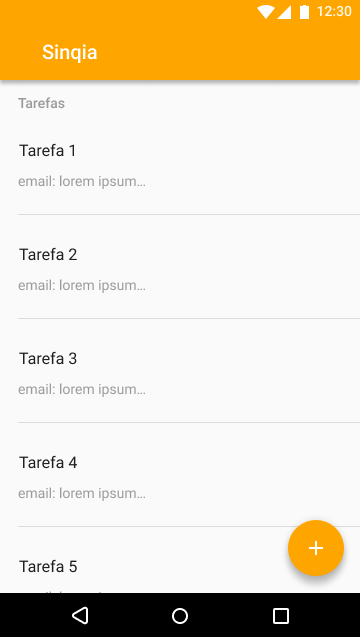 12:30
Sinqia
Tarefas
Tarefa 1
email: lorem ipsum...
Tarefa 2
email: lorem ipsum...
Tarefa 3
email: lorem ipsum...
Tarefa 4
email: lorem ipsum...
Tarefa 5